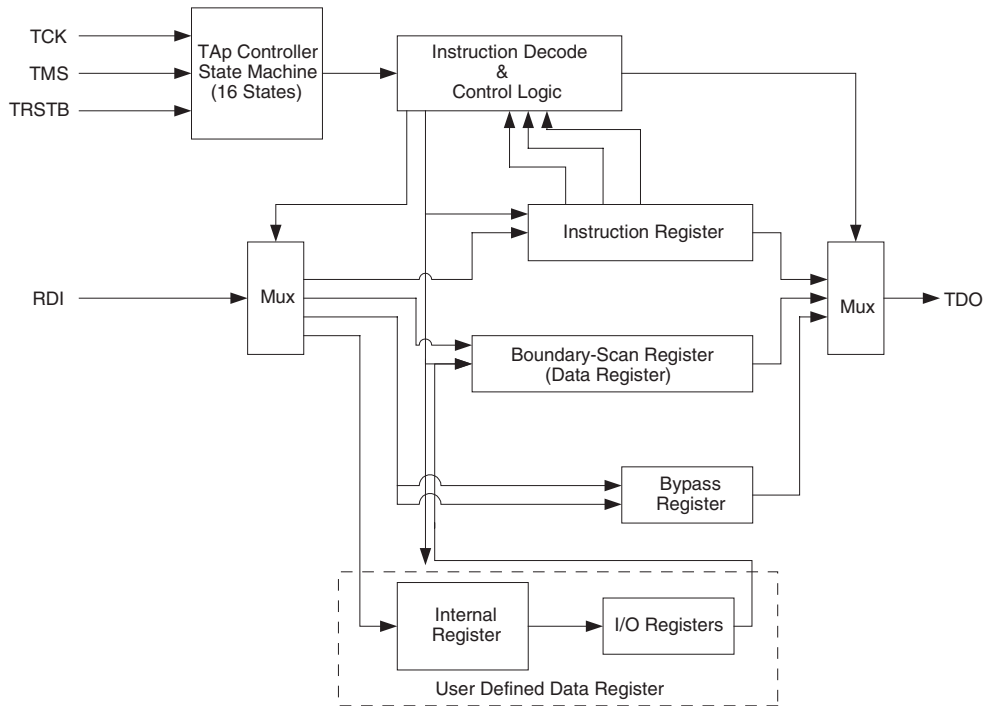 TCK
TMS
TRSTB
TAp Controller
State Machine
(16 States)
Instruction Decode
&
Control Logic
RDI
Mux
Instruction Register
Boundary-Scan Register
(Data Register)
Mux
TDO
Bypass
Register
Internal
Register
I/O Registers
User Defined Data Register